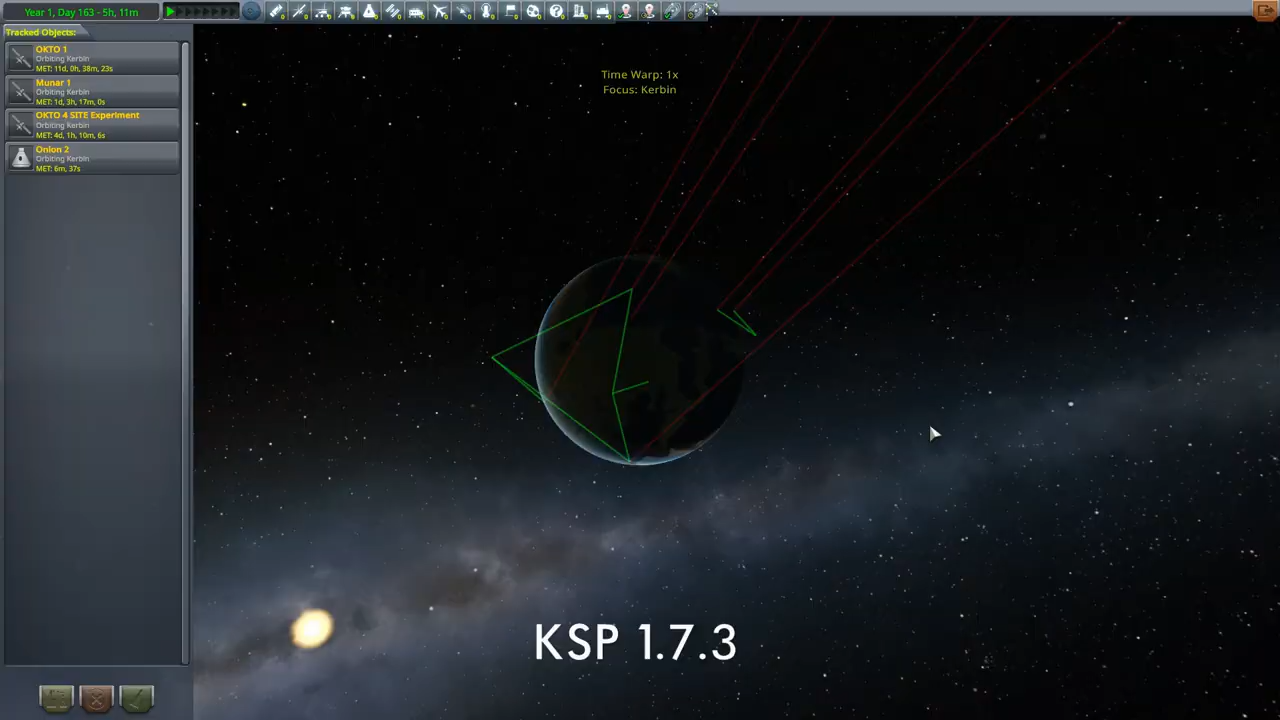 Year 1, Day 163 - 5h, 11m
Tracked Objects:
OKTO 1
Orbiting Kerbin
MET: 11d, 0h, 38m, 23s
Munar 1
Orbiting Kerbin
MET: 1d, 3h, 17m, 0s
OKTO 4 SITE Experiment
Orbiting Kerbin
MET: 4d, 1h, 10m, 6s
Onion 2
Orbiting Kerbin
MET: 6m, 37s
Time Warp: 1x
Focus: Kerbin
KSP 1.7.3